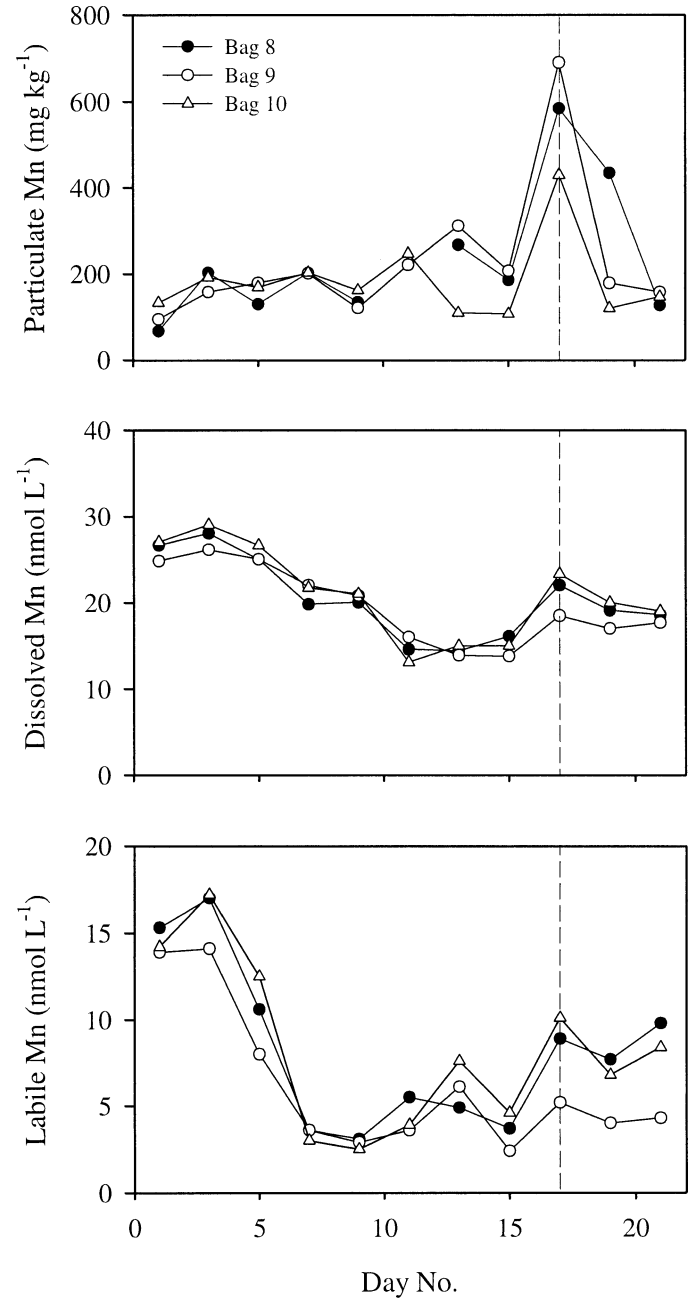 Particulate Mn (mg kg⁻¹)
800
600
400
200
0
Bag 8
Bag 9
Bag 10
Dissolved Mn (nmol L⁻¹)
40
30
20
10
0
Labile Mn (nmol L⁻¹)
20
15
10
5
0
0 5 10 15 20
Day No.